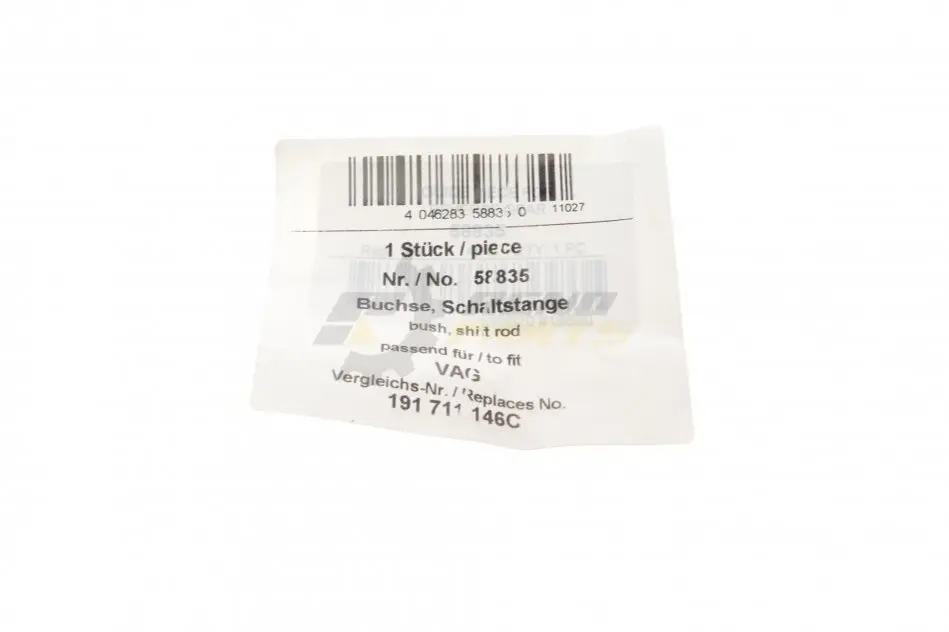 4 046283 58835 0 11027
1 Stück / piece
Nr. / No. 58835
Buchse, Schaltstange
bush, shift rod
passend für / to fit
VAG
Vergleichs-Nr. / Replaces No.
191 711 146C